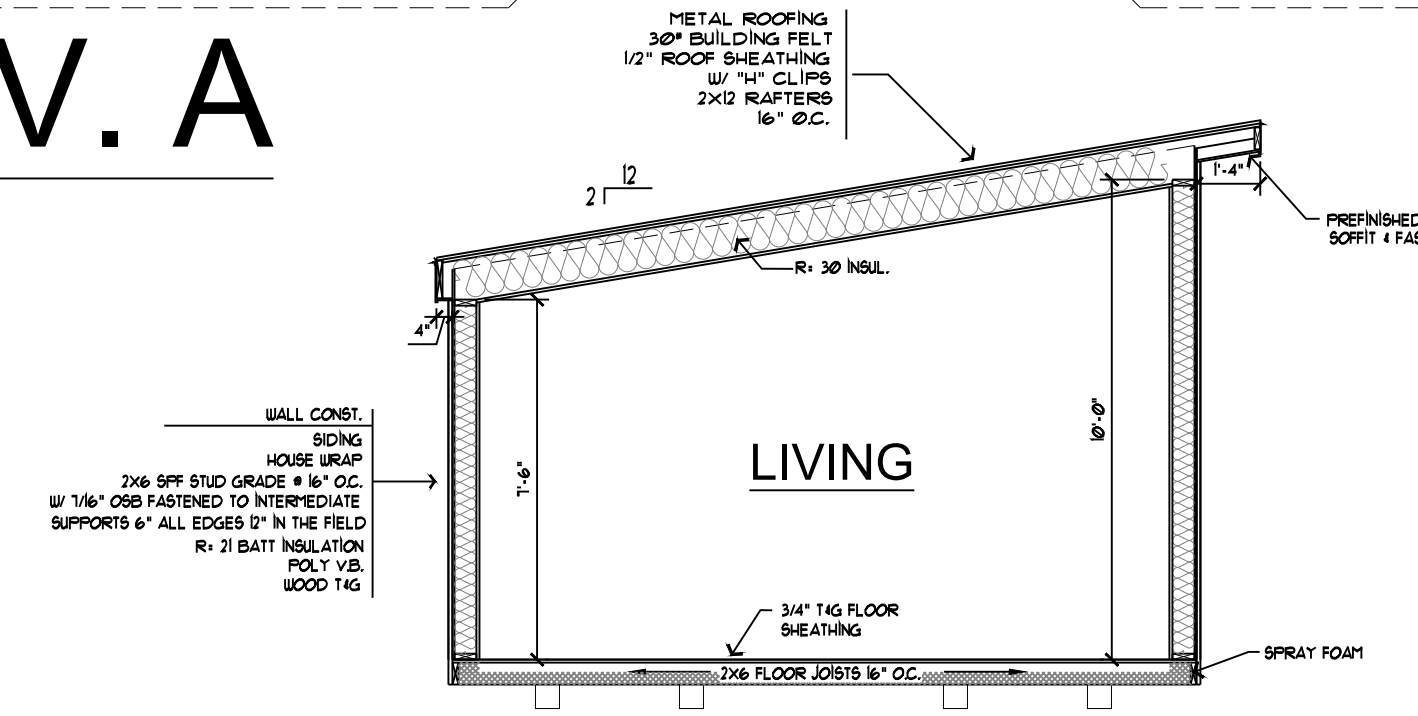 V. A
METAL ROOFING
30# BUILDING FELT
1/2" ROOF SHEATHING
W/ "H" CLIPS
2X12 RAFTERS
16" O.C.
12
2
1'-4"
PREFINISHED
SOFFIT & FAS
R= 30 INSUL.
4"
WALL CONST.
SIDING
HOUSE WRAP
2X6 SPF STUD GRADE @ 16" O.C.
W/ 7/16" OSB FASTENED TO INTERMEDIATE
SUPPORTS 6" ALL EDGES 12" IN THE FIELD
R= 21 BATT INSULATION
POLY V.B.
WOOD T&G
7'-6"
10'-0"
LIVING
3/4" T&G FLOOR
SHEATHING
2X6 FLOOR JOISTS 16" O.C.
SPRAY FOAM